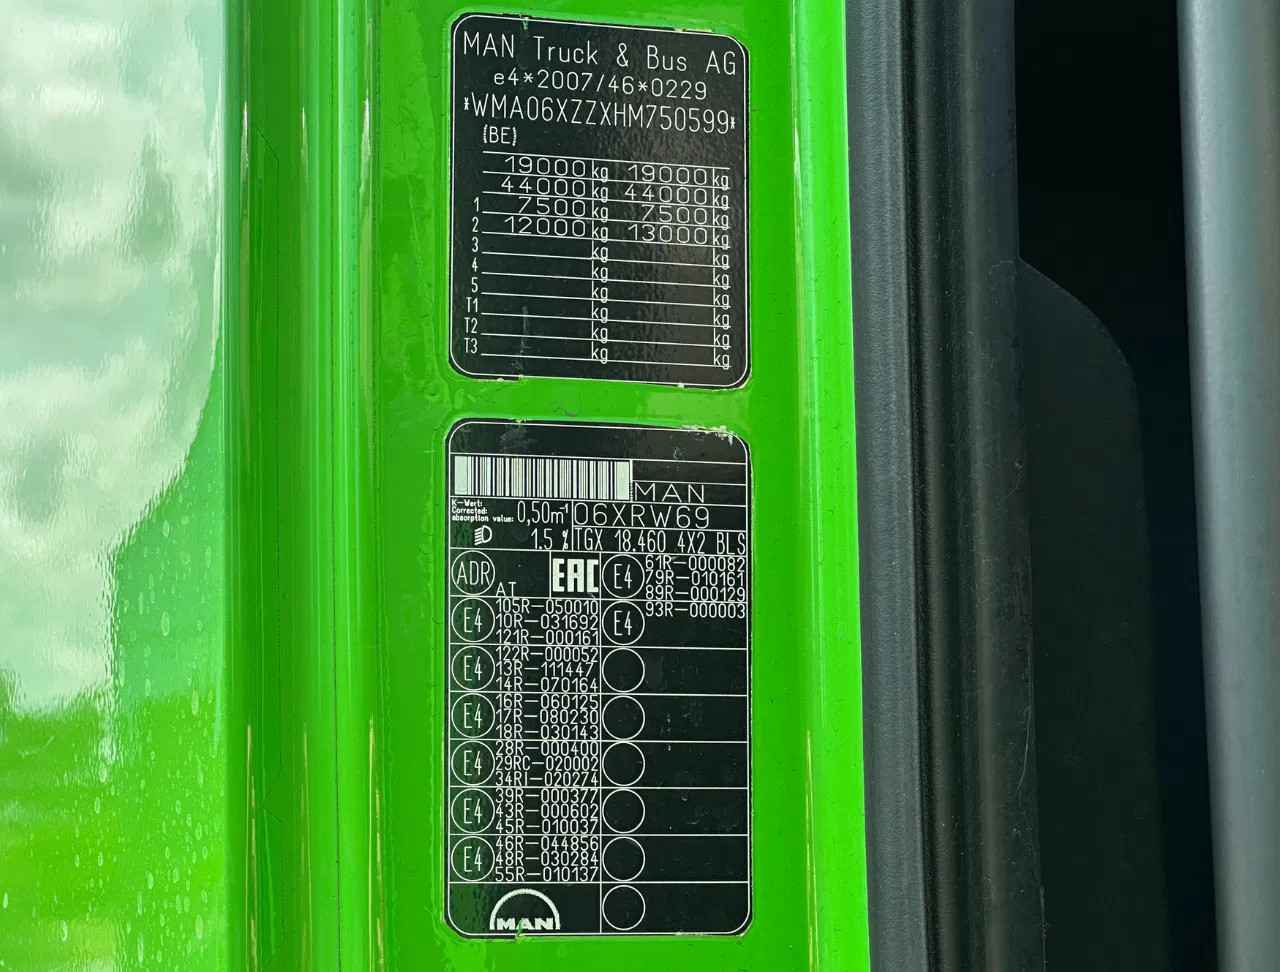 MAN Truck & Bus AG
e4*2007/46*0229
*WMA06XZZXHM750599*
(BE)
19000 kg 19000 kg
44000 kg 44000 kg
1 7500 kg 7500 kg
2 12000 kg 13000 kg
3 kg kg
4 kg kg
5 kg kg
T1 kg kg
T2 kg kg
T3 kg kg
MAN
K-Wert:
Corrected
absorption value: 0,50m⁻¹ 06XRW69
1.5 % TGX 18.460 4X2 BLS
ADR AT EAC
E4 105R-050010
10R-031692
121R-000161
E4 122R-000052
13R-111447
14R-070164
E4 16R-060125
17R-080230
18R-030143
E4 28R-000400
29RC-020002
34RI-020274
E4 39R-000377
43R-000602
45R-010037
E4 46R-044856
48R-030284
55R-010137
E4 61R-000082
79R-010161
89R-000129
E4 93R-000003
MAN